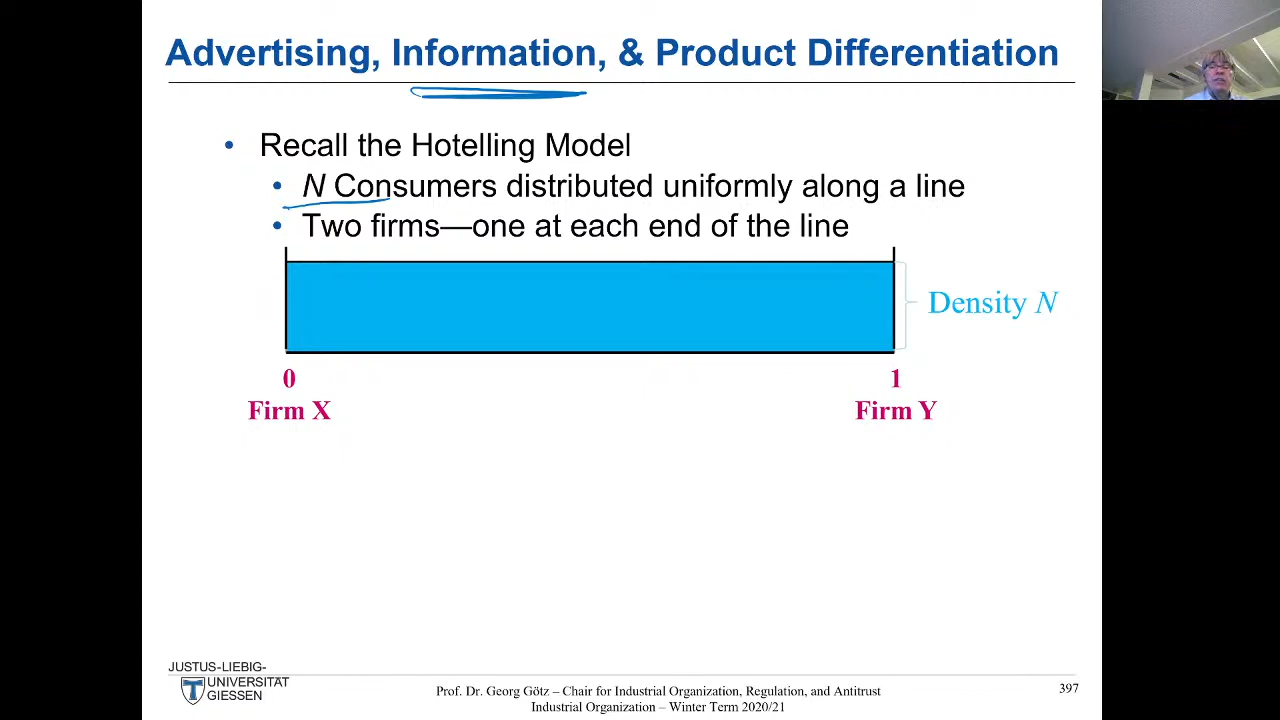 Advertising, Information, & Product Differentiation
• Recall the Hotelling Model
• N Consumers distributed uniformly along a line
• Two firms—one at each end of the line
Density N
0
1
Firm X
Firm Y
JUSTUS-LIEBIG-
UNIVERSITÄT
GIESSEN
Prof. Dr. Georg Götz – Chair for Industrial Organization, Regulation, and Antitrust
Industrial Organization – Winter Term 2020/21
397